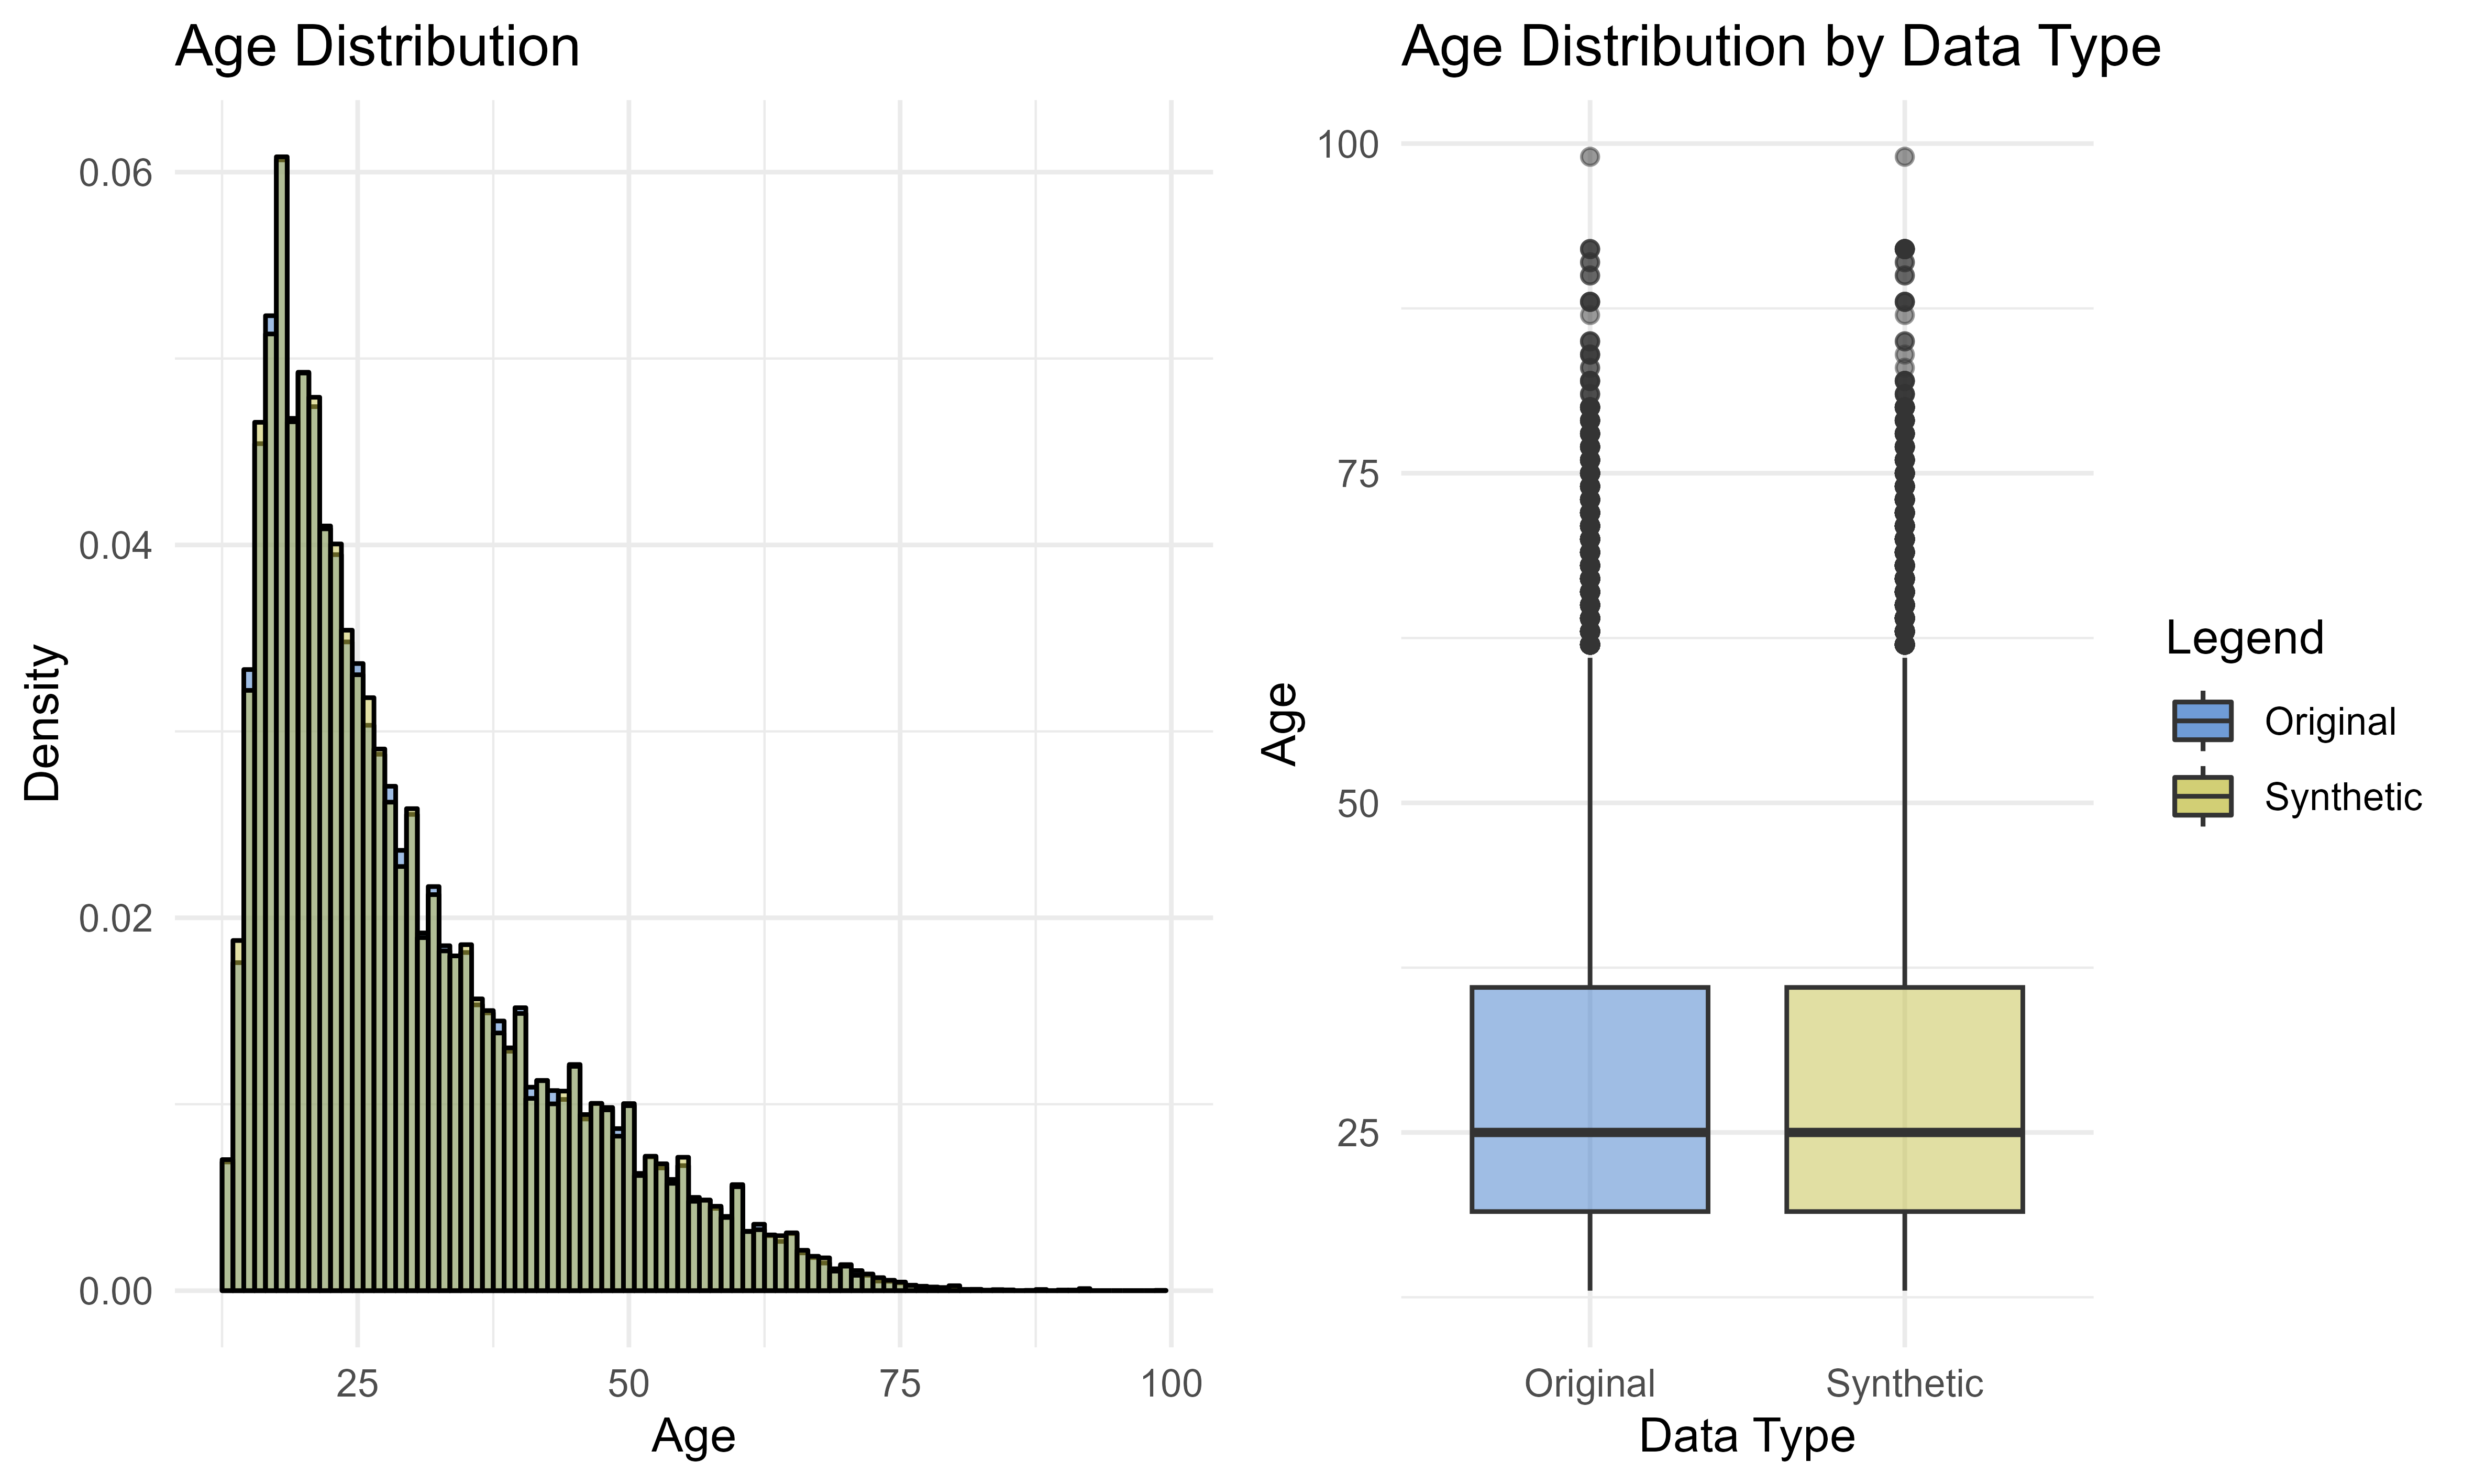 Age Distribution
Density
0.06
0.04
0.02
0.00
25 50 75 100
Age
Age Distribution by Data Type
Age
100
75
50
25
Original Synthetic
Data Type
Legend
Original
Synthetic